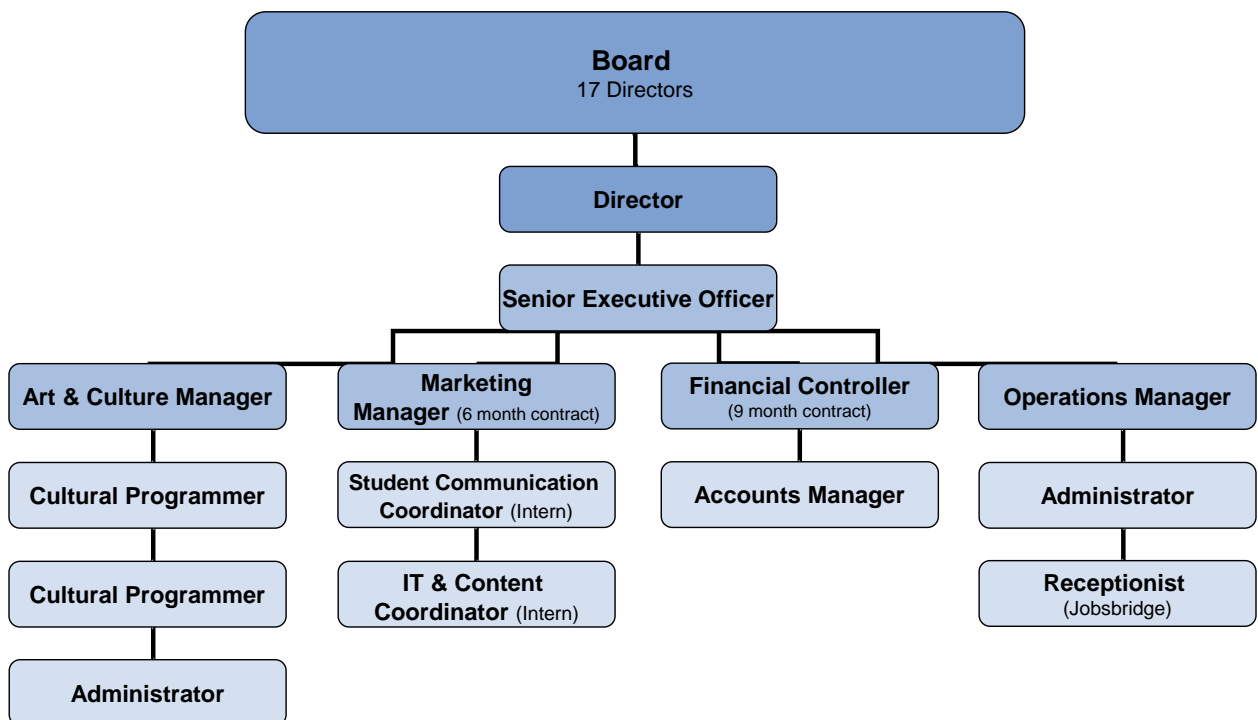 Board
17 Directors
Director
Senior Executive Officer
Art & Culture Manager
Marketing
Manager (6 month contract)
Financial Controller
(9 month contract)
Operations Manager
Cultural Programmer
Student Communication
Coordinator (Intern)
Accounts Manager
Administrator
Cultural Programmer
IT & Content
Coordinator (Intern)
Receptionist
(Jobsbridge)
Administrator